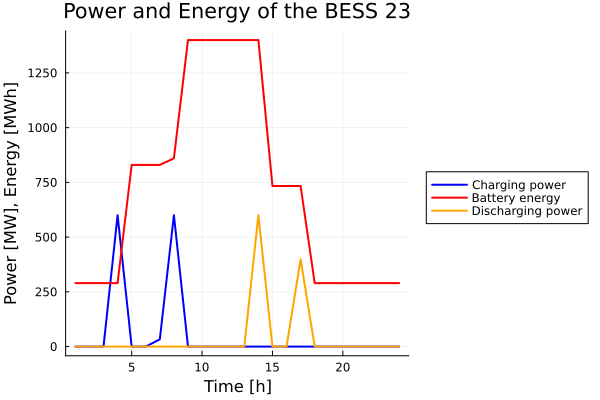 Power and Energy of the BESS 23
Power [MW], Energy [MWh]
1250
1000
750
500
250
0
5
10
15
20
Time [h]
Charging power
Battery energy
Discharging power